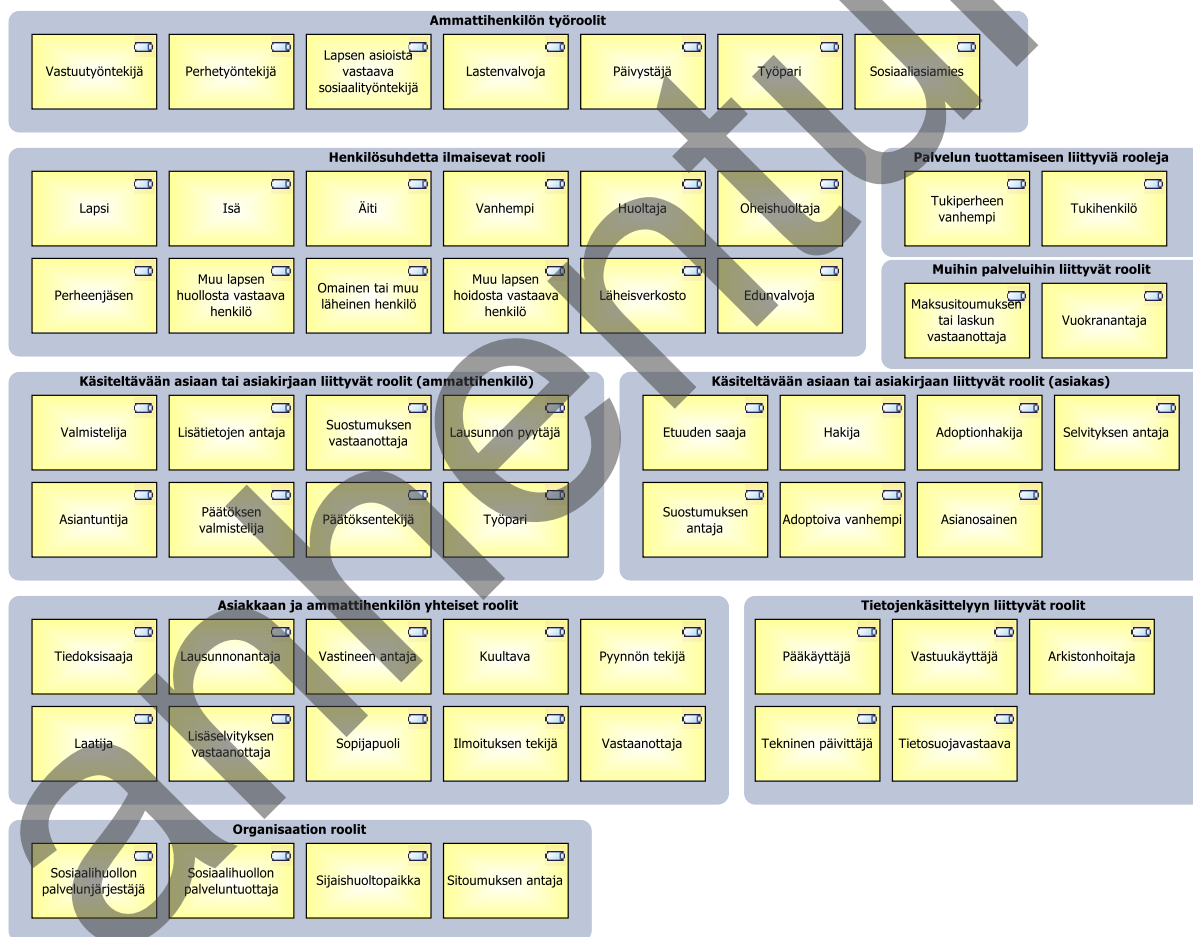 Ammattihenkilön työroolit
Vastuutyöntekijä
Perhetyöntekijä
Lapsen asioista
vastaava
sosiaalityöntekijä
Lastenvalvoja
Päivystäjä
Työpari
Sosiaaliasiamies
Henkilösuhdetta ilmaisevat rooli
Lapsi
Isä
Äiti
Vanhempi
Huoltaja
Oheishuoltaja
Perheenjäsen
Muu lapsen
huollosta vastaava
henkilö
Omainen tai muu
läheinen henkilö
Muu lapsen
hoidosta vastaava
henkilö
Läheisverkosto
Edunvalvoja
Palvelun tuottamiseen liittyviä rooleja
Tukiperheen
vanhempi
Tukihenkilö
Muihin palveluihin liittyvät roolit
Maksusitoumuksen
tai laskun
vastaanottaja
Vuokranantaja
Käsiteltävään asiaan tai asiakirjaan liittyvät roolit (ammattihenkilö)
Valmistelija
Lisätietojen antaja
Suostumuksen
vastaanottaja
Lausunnon pyytäjä
Asiantuntija
Päätöksen
valmistelija
Päätöksentekijä
Työpari
Käsiteltävään asiaan tai asiakirjaan liittyvät roolit (asiakas)
Etuuden saaja
Hakija
Adoptionhakija
Selvityksen antaja
Suostumuksen
antaja
Adoptoiva vanhempi
Asianosainen
Asiakkaan ja ammattihenkilön yhteiset roolit
Tiedoksisaaja
Lausunnonantaja
Vastineen antaja
Kuultava
Pyynnön tekijä
Laatija
Lisäselvityksen
vastaanottaja
Sopijapuoli
Ilmoituksen tekijä
Vastaanottaja
Tietojenkäsittelyyn liittyvät roolit
Pääkäyttäjä
Vastuukäyttäjä
Arkistonhoitaja
Tekninen päivittäjä
Tietosuojavastaava
Organisaation roolit
Sosiaalihuollon
palvelunjärjestäjä
Sosiaalihuollon
palveluntuottaja
Sijaishuoltopaikka
Sitoumuksen antaja